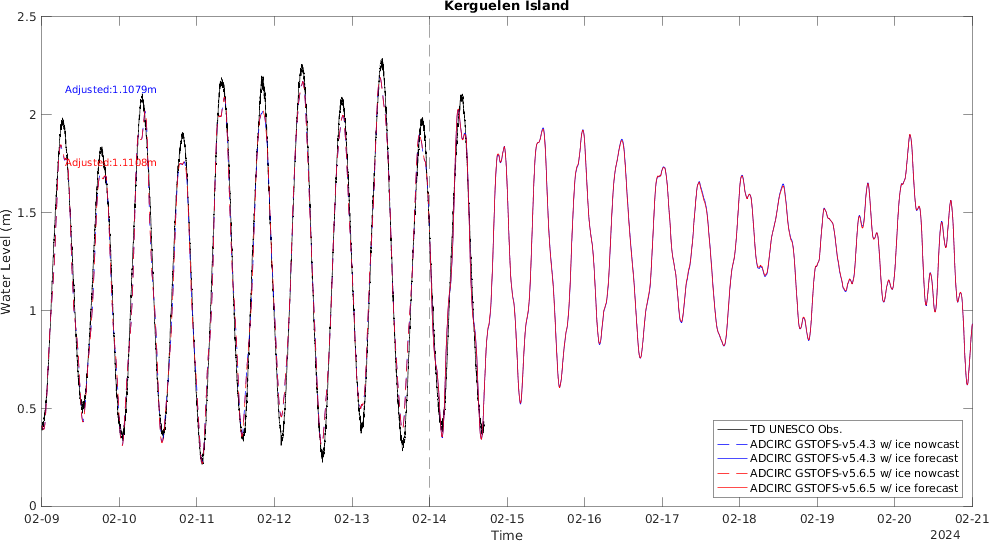 Kerguelen Island
2.5
2
1.5
1
0.5
0
Water Level (m)
Adjusted:1.1079m
Adjusted:1.1108m
TD UNESCO Obs.
ADCIRC GSTOFS-v5.4.3 w/ ice nowcast
ADCIRC GSTOFS-v5.4.3 w/ ice forecast
ADCIRC GSTOFS-v5.6.5 w/ ice nowcast
ADCIRC GSTOFS-v5.6.5 w/ ice forecast
02-09 02-10 02-11 02-12 02-13 02-14 02-15 02-16 02-17 02-18 02-19 02-20 02-21
Time
2024